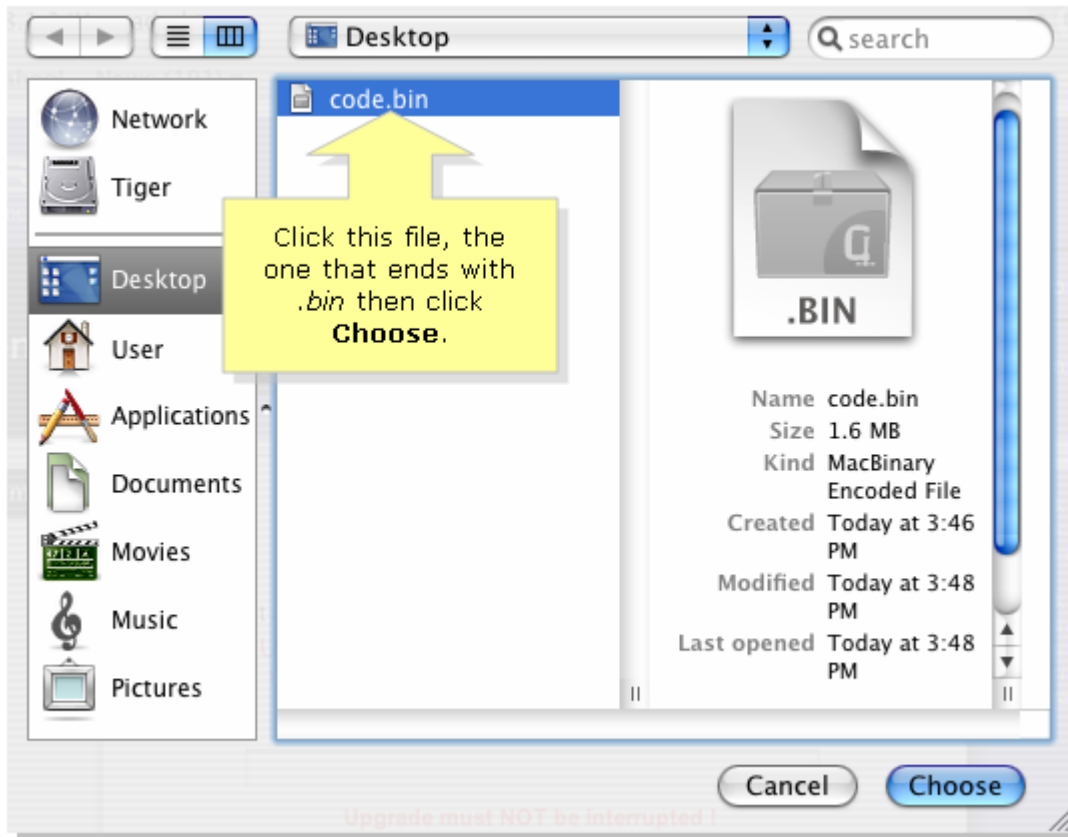 Desktop
search
Network
Tiger
Desktop
User
Applications
Documents
Movies
Music
Pictures
code.bin
Click this file, the
one that ends with
.bin then click
Choose.
.BIN
Name code.bin
Size 1.6 MB
Kind MacBinary
Encoded File
Created Today at 3:46
PM
Modified Today at 3:48
PM
Last opened Today at 3:48
PM
Cancel
Choose
Upgrade must NOT be interrupted !